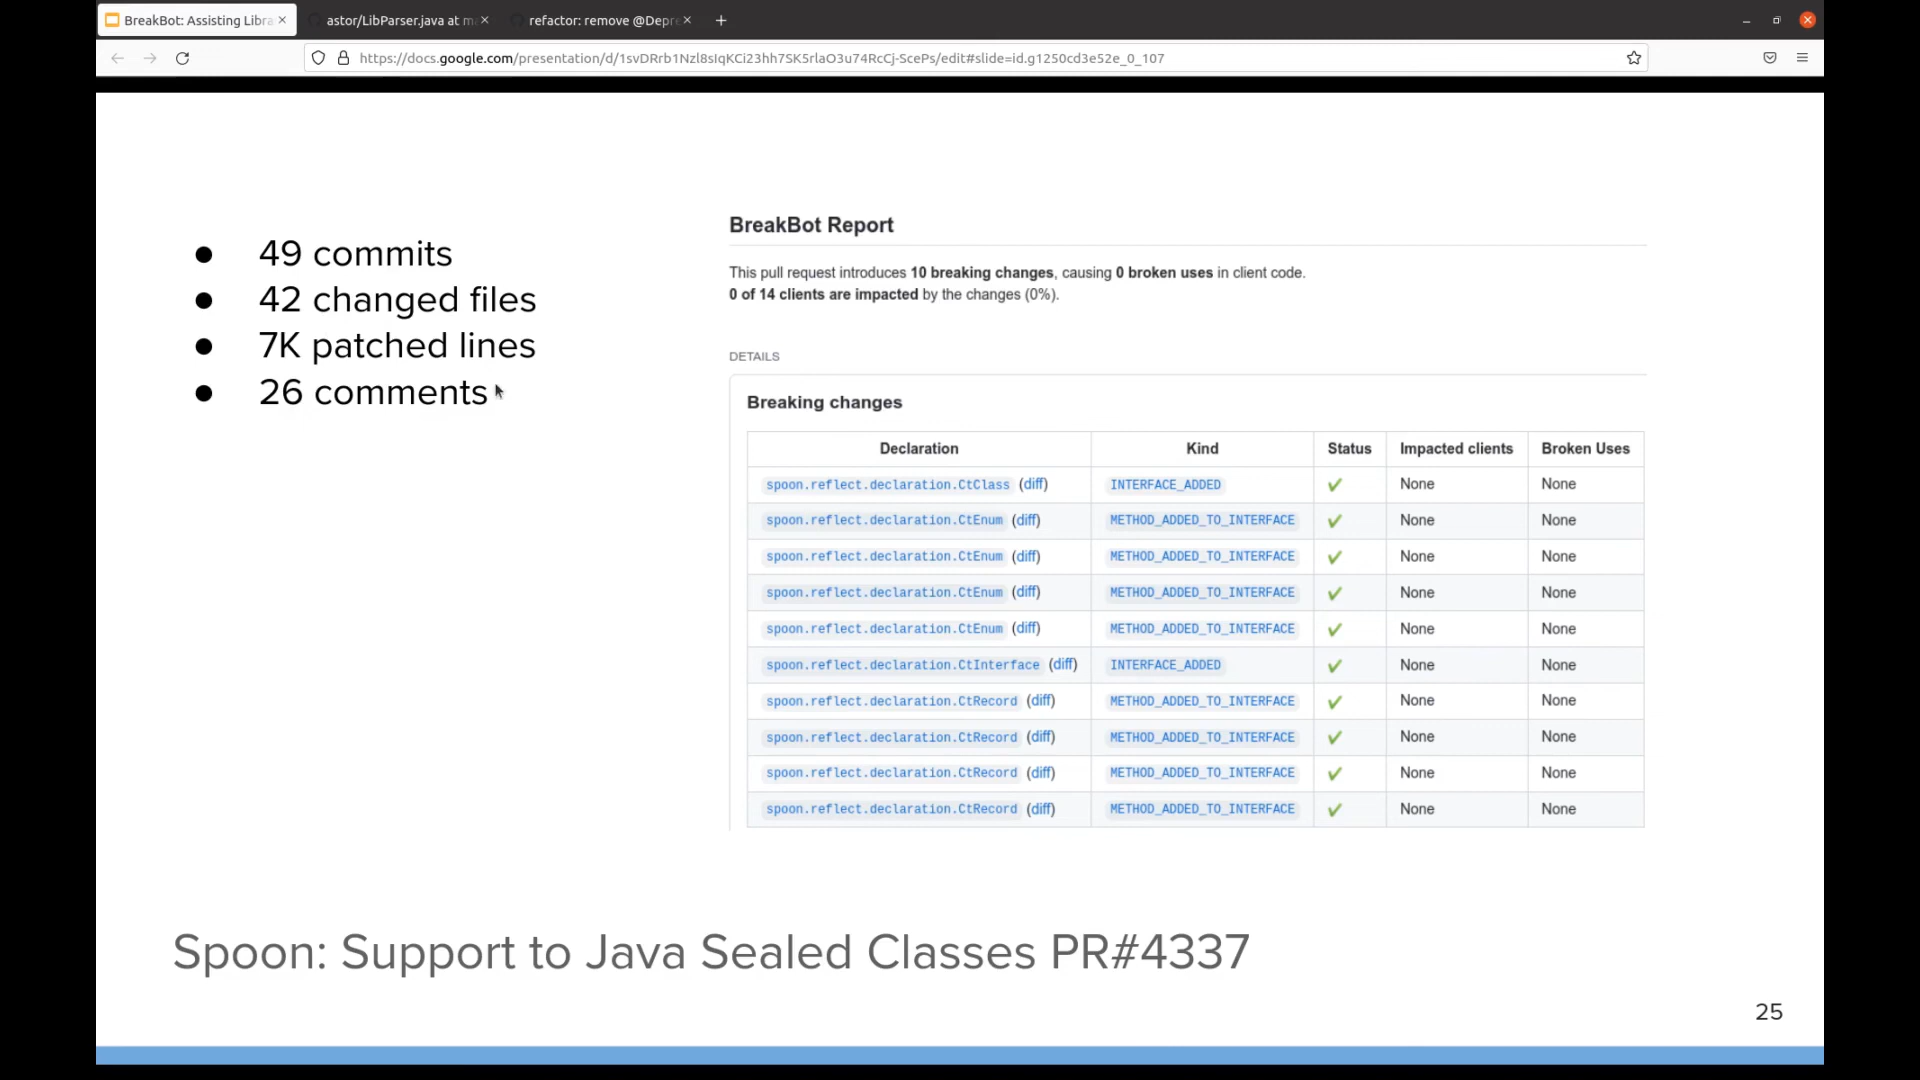 BreakBot: Assisting Libra
astor/LibParser.java at ma
refactor: remove @Depre
https://docs.google.com/presentation/d/1svDRrb1Nzl8sIqKCi23hh7SK5rlaO3u74RcCj-ScePs/edit#slide=id.g1250cd3e52e_0_107
● 49 commits
● 42 changed files
● 7K patched lines
● 26 comments
BreakBot Report
This pull request introduces 10 breaking changes, causing 0 broken uses in client code.
0 of 14 clients are impacted by the changes (0%).
DETAILS
Breaking changes
Declaration Kind Status Impacted clients Broken Uses
spoon.reflect.declaration.CtClass (diff) INTERFACE_ADDED ✔ None None
spoon.reflect.declaration.CtEnum (diff) METHOD_ADDED_TO_INTERFACE ✔ None None
spoon.reflect.declaration.CtEnum (diff) METHOD_ADDED_TO_INTERFACE ✔ None None
spoon.reflect.declaration.CtEnum (diff) METHOD_ADDED_TO_INTERFACE ✔ None None
spoon.reflect.declaration.CtEnum (diff) METHOD_ADDED_TO_INTERFACE ✔ None None
spoon.reflect.declaration.CtInterface (diff) INTERFACE_ADDED ✔ None None
spoon.reflect.declaration.CtRecord (diff) METHOD_ADDED_TO_INTERFACE ✔ None None
spoon.reflect.declaration.CtRecord (diff) METHOD_ADDED_TO_INTERFACE ✔ None None
spoon.reflect.declaration.CtRecord (diff) METHOD_ADDED_TO_INTERFACE ✔ None None
spoon.reflect.declaration.CtRecord (diff) METHOD_ADDED_TO_INTERFACE ✔ None None
Spoon: Support to Java Sealed Classes PR#4337
25